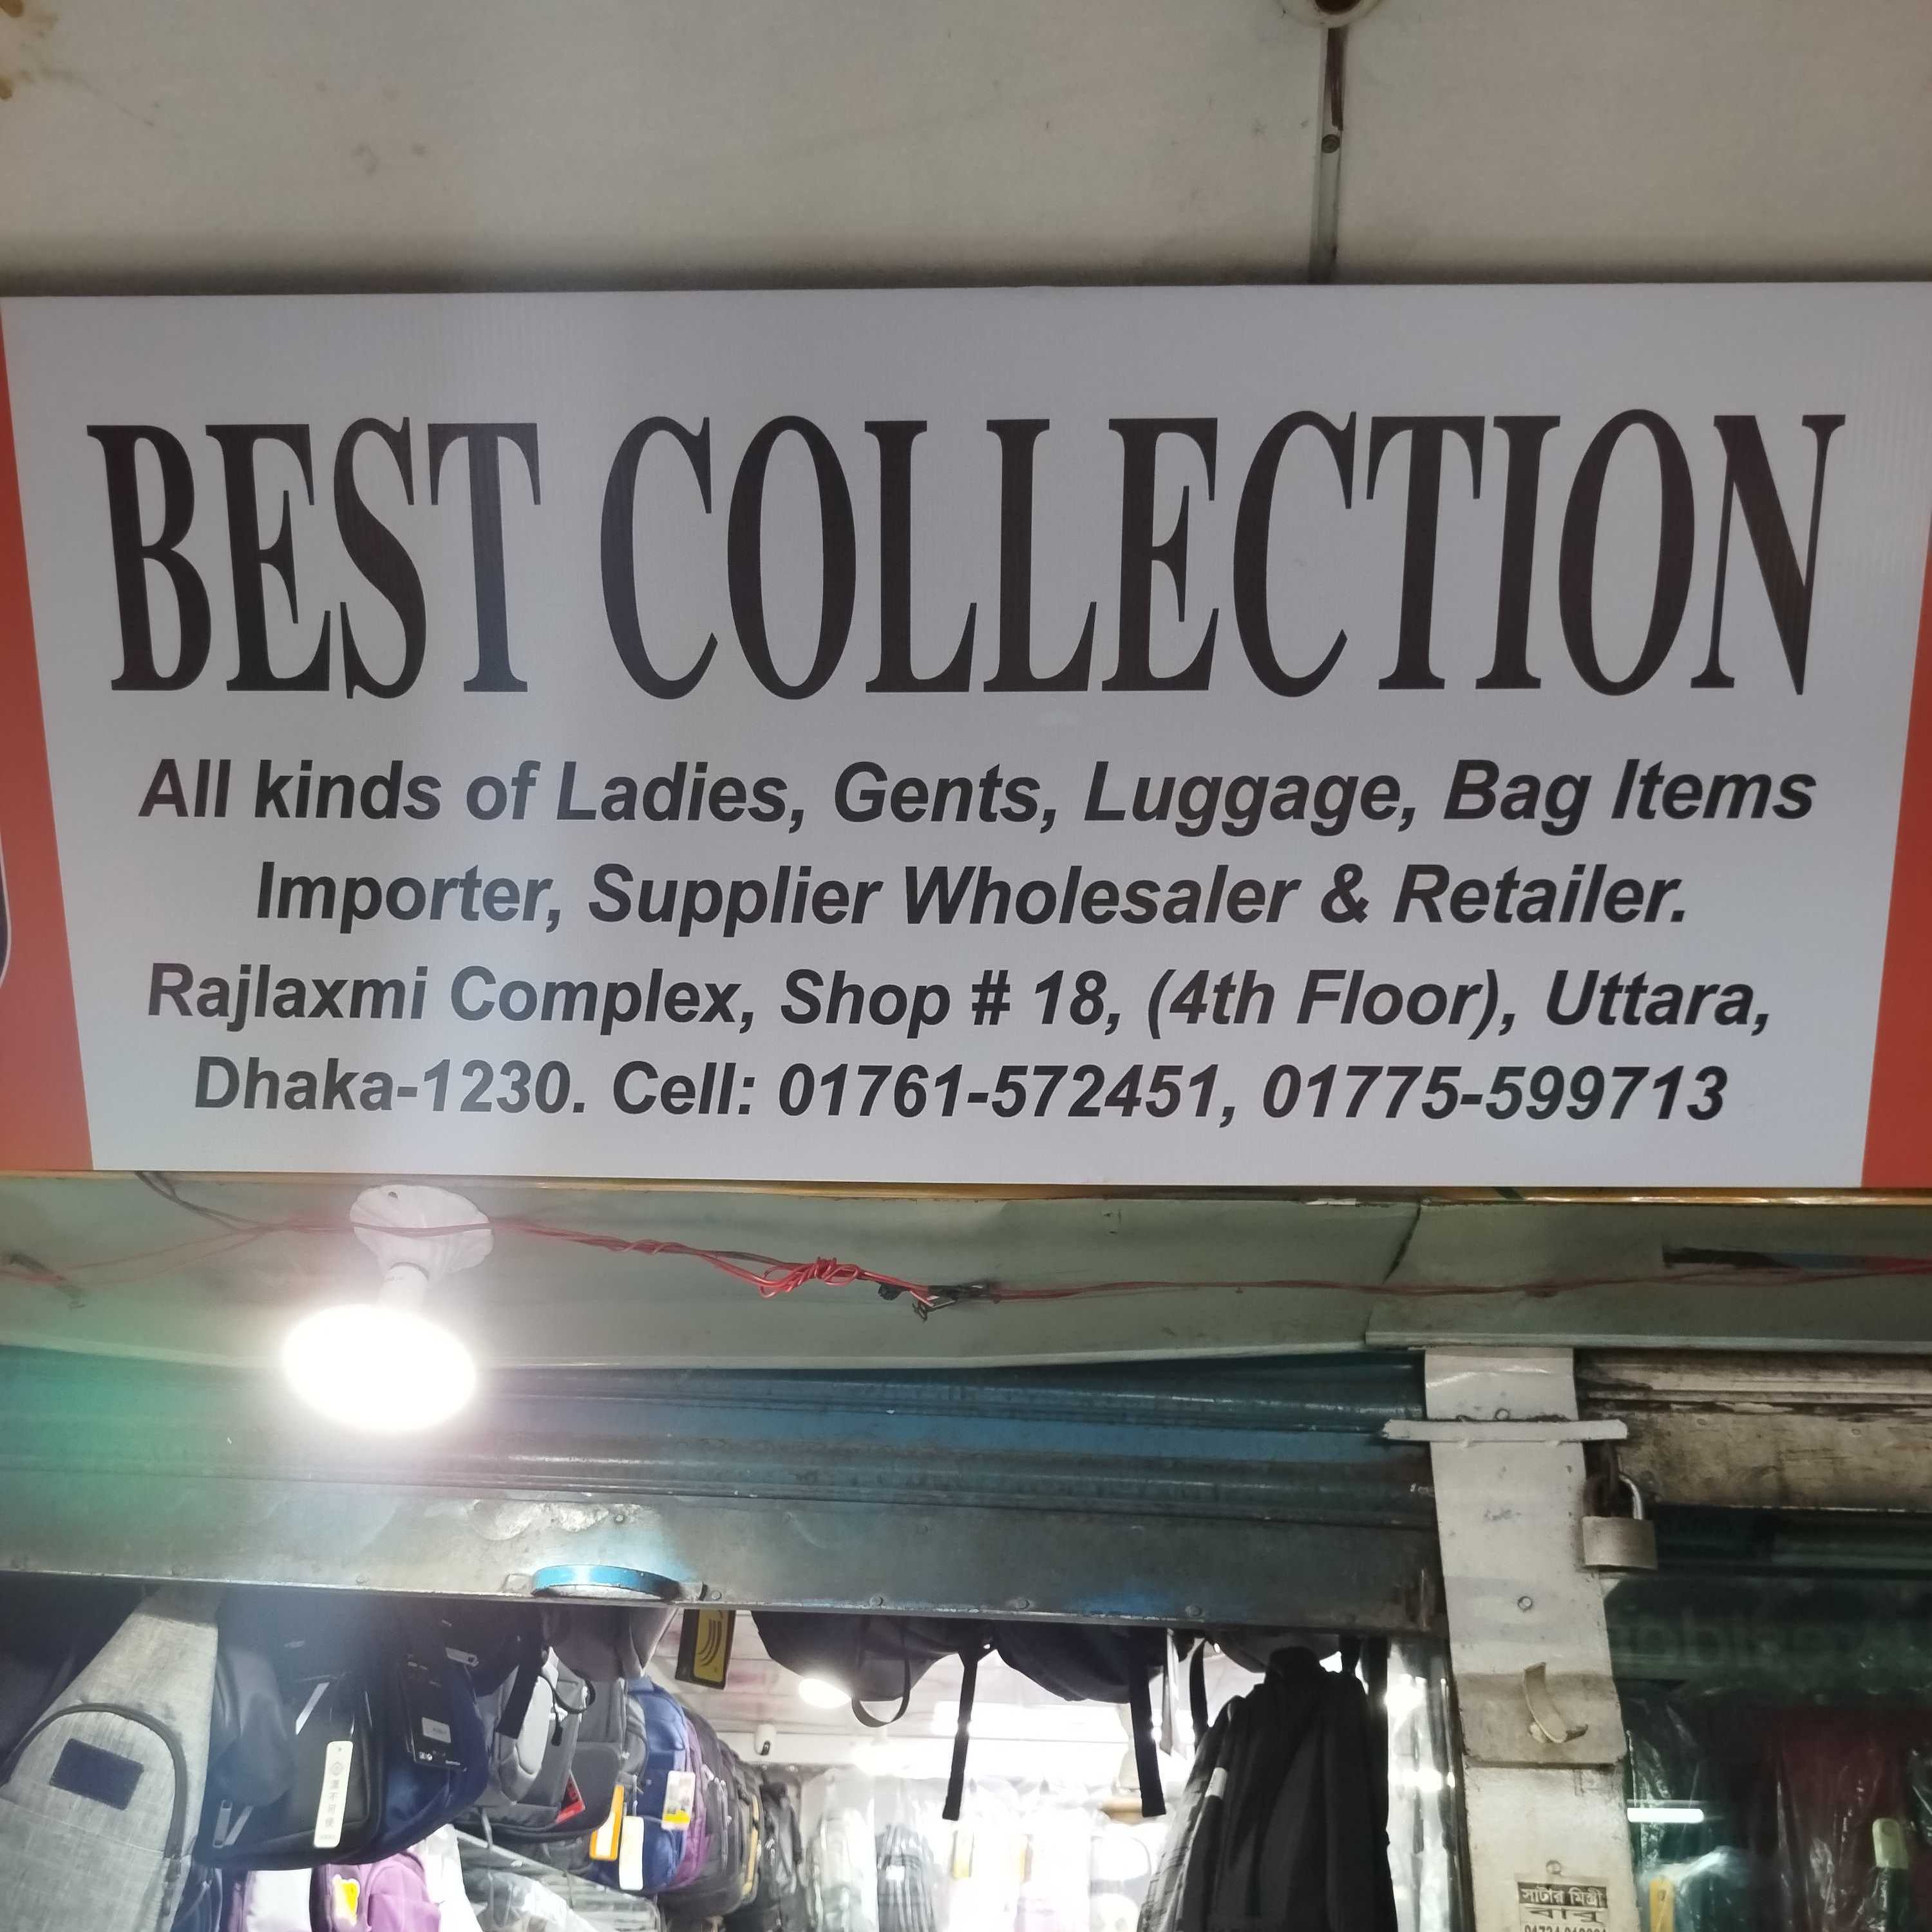 BEST COLLECTION
All kinds of Ladies, Gents, Luggage, Bag Items
Importer, Supplier Wholesaler & Retailer.
Rajlaxmi Complex, Shop # 18, (4th Floor), Uttara,
Dhaka-1230. Cell: 01761-572451, 01775-599713
সাটার মিস্ত্রী
বাবু